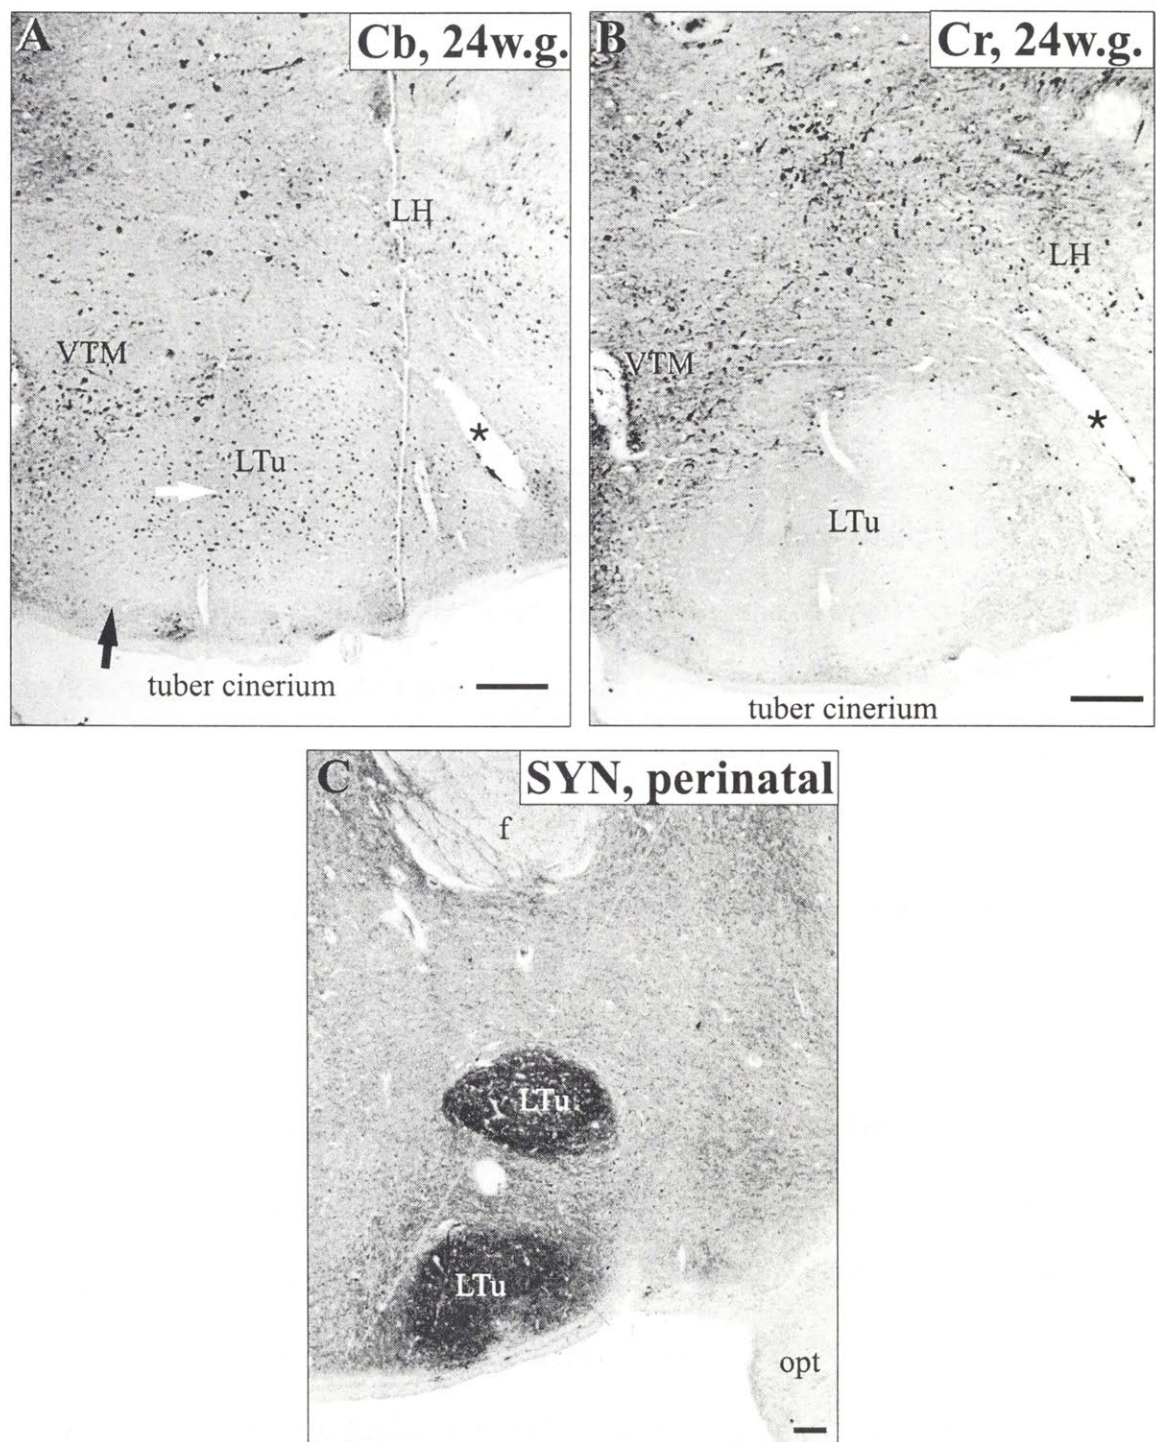 A
Cb, 24w.g.
LH
VTM
*
LTu
tuber cinerium
B
Cr, 24w.g.
LH
VTM
*
LTu
tuber cinerium
C
SYN, perinatal
f
LTu
LTu
opt